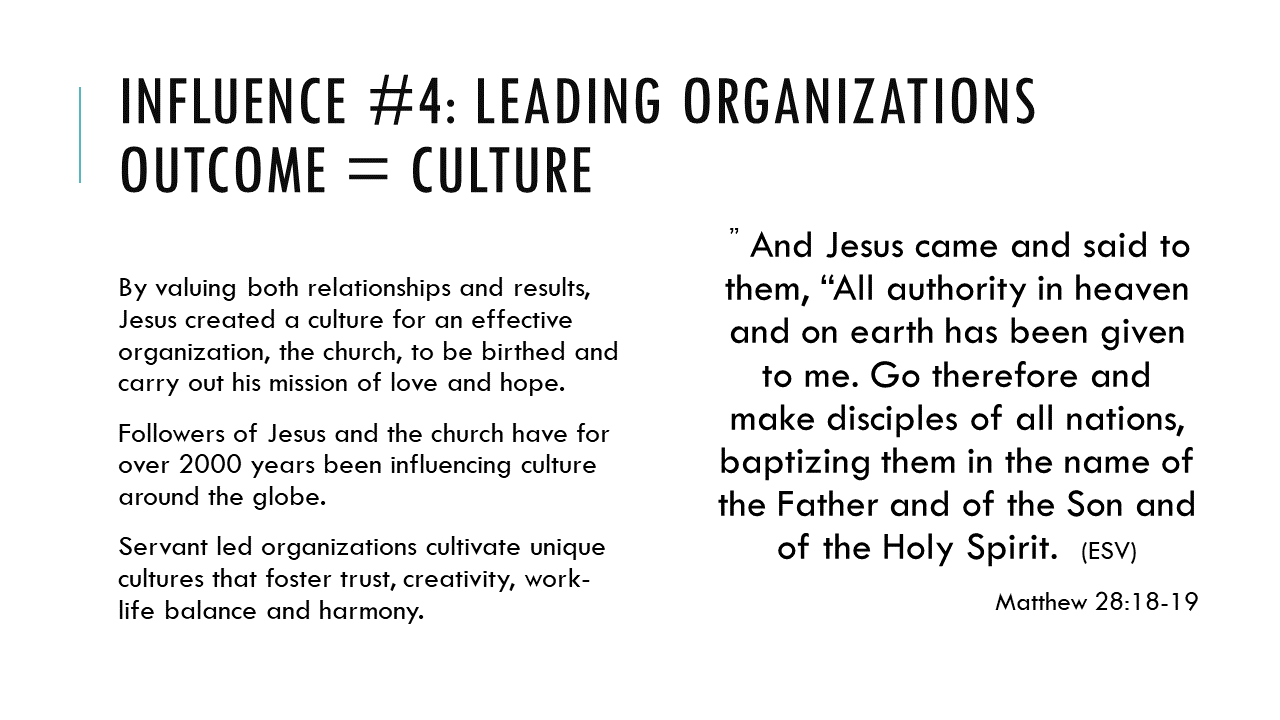 INFLUENCE #4: LEADING ORGANIZATIONS
OUTCOME = CULTURE
By valuing both relationships and results,
Jesus created a culture for an effective
organization, the church, to be birthed and
carry out his mission of love and hope.
Followers of Jesus and the church have for
over 2000 years been influencing culture
around the globe.
Servant led organizations cultivate unique
cultures that foster trust, creativity, work-
life balance and harmony.
” And Jesus came and said to
them, “All authority in heaven
and on earth has been given
to me. Go therefore and
make disciples of all nations,
baptizing them in the name of
the Father and of the Son and
of the Holy Spirit. (ESV)
Matthew 28:18-19